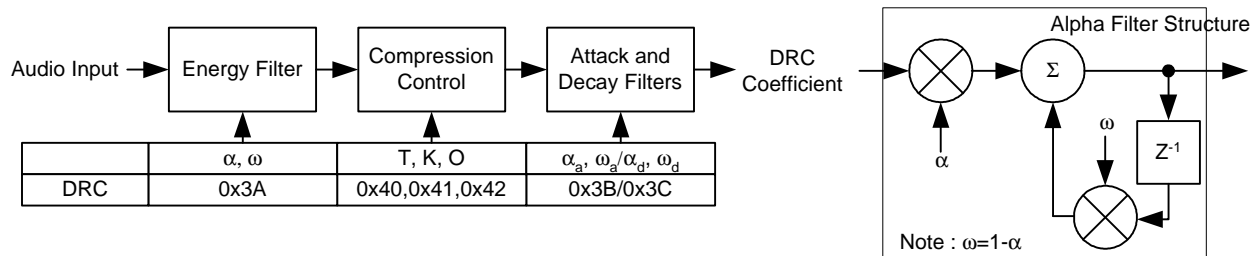 Audio Input
Energy Filter
Compression
Control
Attack and
Decay Filters
DRC
Coefficient
α, ω
T, K, O
αa, ωa/αd, ωd
DRC
0x3A
0x40,0x41,0x42
0x3B/0x3C
Alpha Filter Structure
Σ
α
ω
Z-1
Note : ω=1-α